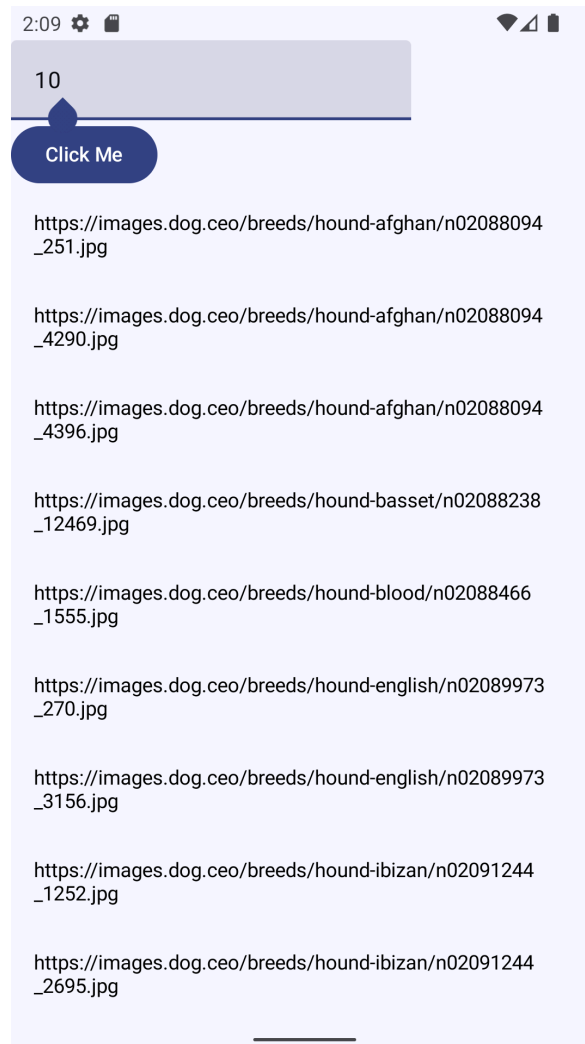 2:09
10
Click Me
https://images.dog.ceo/breeds/hound-afghan/n02088094
_251.jpg
https://images.dog.ceo/breeds/hound-afghan/n02088094
_4290.jpg
https://images.dog.ceo/breeds/hound-afghan/n02088094
_4396.jpg
https://images.dog.ceo/breeds/hound-basset/n02088238
_12469.jpg
https://images.dog.ceo/breeds/hound-blood/n02088466
_1555.jpg
https://images.dog.ceo/breeds/hound-english/n02089973
_270.jpg
https://images.dog.ceo/breeds/hound-english/n02089973
_3156.jpg
https://images.dog.ceo/breeds/hound-ibizan/n02091244
_1252.jpg
https://images.dog.ceo/breeds/hound-ibizan/n02091244
_2695.jpg